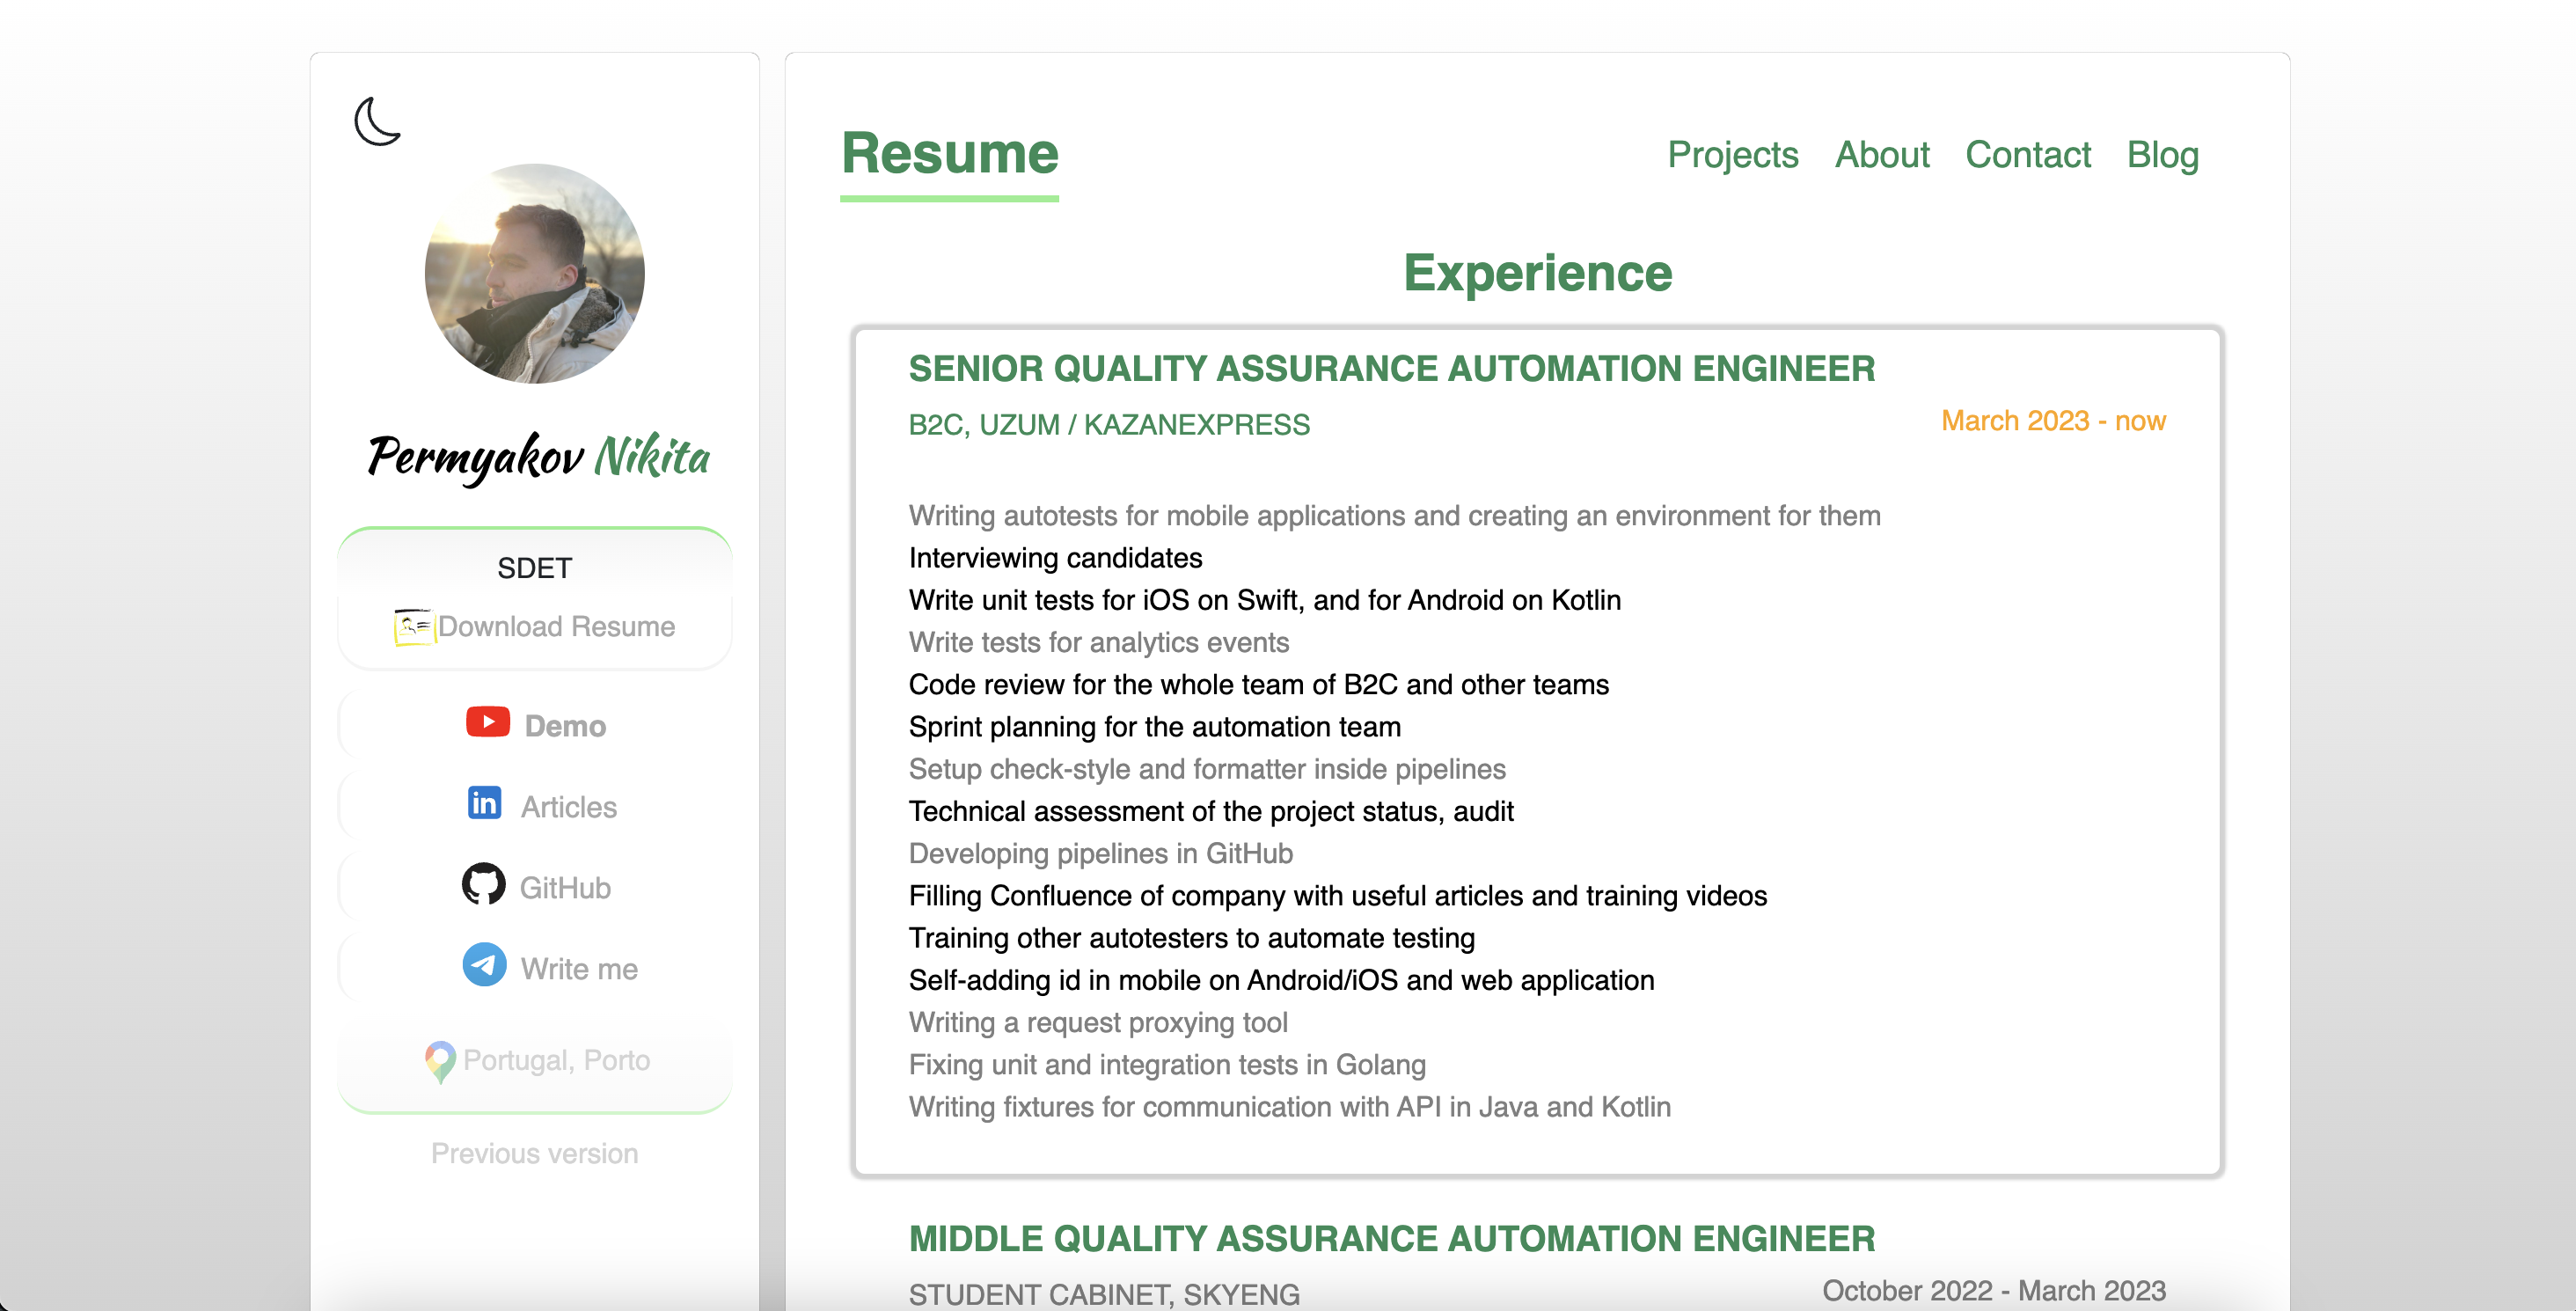 Permyakov Nikita
SDET
Download Resume
Demo
in Articles
GitHub
Write me
Portugal, Porto
Previous version
Resume
Projects About Contact Blog
Experience
SENIOR QUALITY ASSURANCE AUTOMATION ENGINEER
B2C, UZUM / KAZANEXPRESS
March 2023 - now
Writing autotests for mobile applications and creating an environment for them
Interviewing candidates
Write unit tests for iOS on Swift, and for Android on Kotlin
Write tests for analytics events
Code review for the whole team of B2C and other teams
Sprint planning for the automation team
Setup check-style and formatter inside pipelines
Technical assessment of the project status, audit
Developing pipelines in GitHub
Filling Confluence of company with useful articles and training videos
Training other autotesters to automate testing
Self-adding id in mobile on Android/iOS and web application
Writing a request proxying tool
Fixing unit and integration tests in Golang
Writing fixtures for communication with API in Java and Kotlin
MIDDLE QUALITY ASSURANCE AUTOMATION ENGINEER
STUDENT CABINET, SKYENG
October 2022 - March 2023